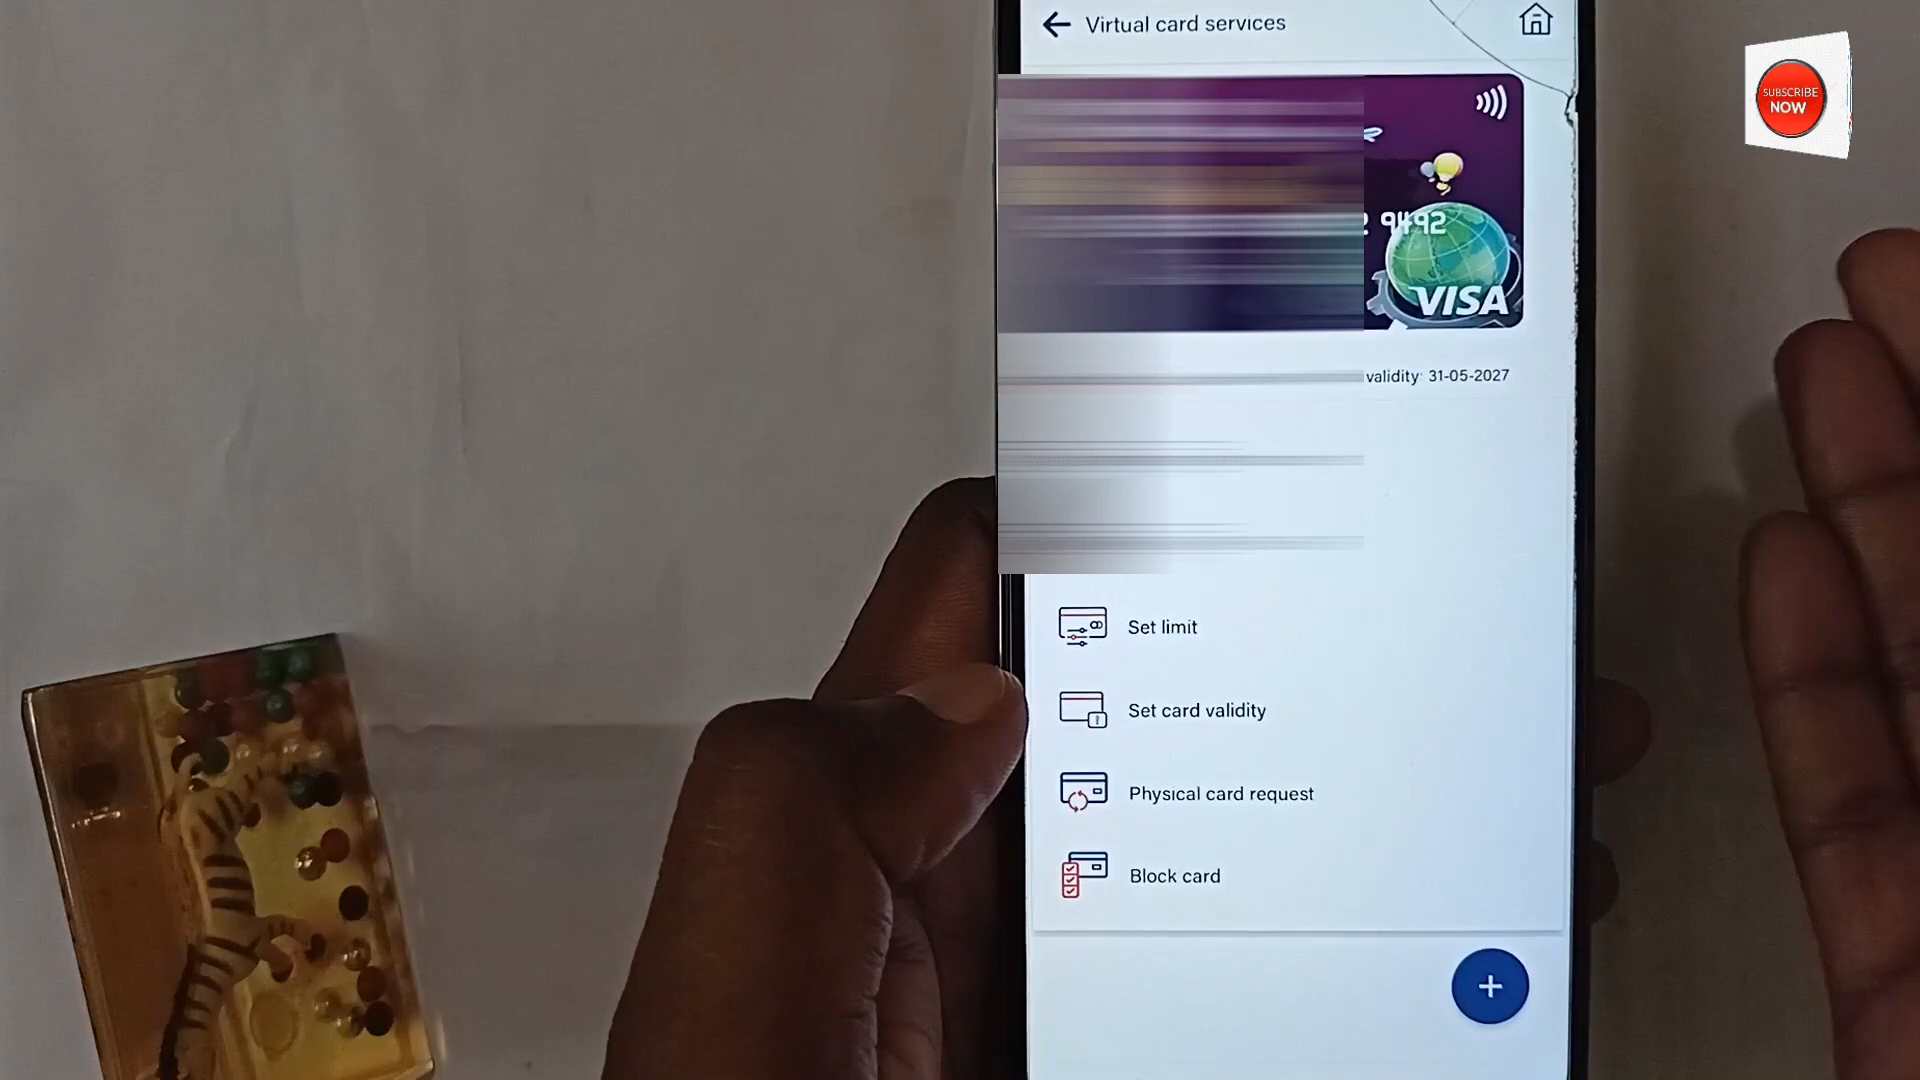 Virtual card services
SUBSCRIBE
NOW
9492
VISA
validity: 31-05-2027
Set limit
Set card validity
Physical card request
Block card